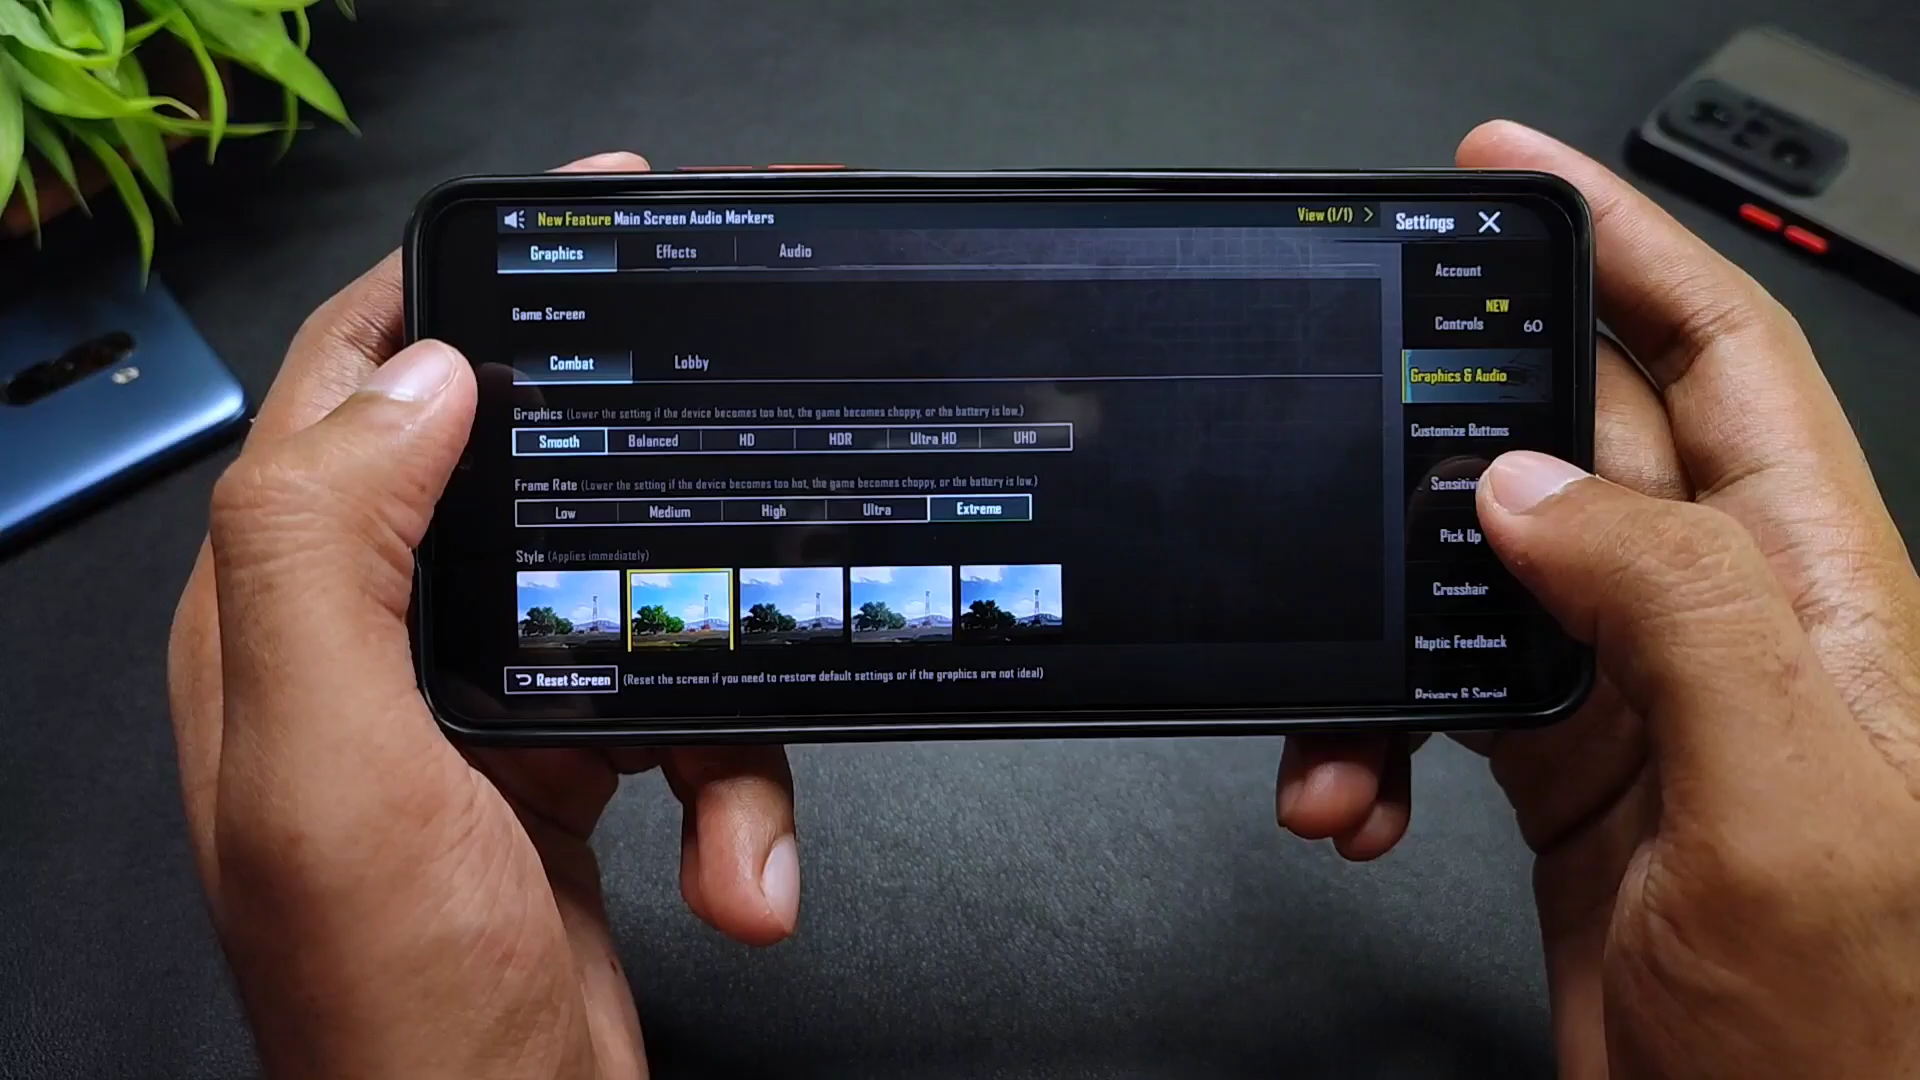 New Feature Main Screen Audio Markers
View (1/1)
Settings
Graphics
Effects
Audio
Account
Game Screen
NEW
Controls
60
Combat
Lobby
Graphics & Audio
Graphics (Lower the setting if the device becomes too hot, the game becomes choppy, or the battery is low.)
Smooth
Balanced
HD
HDR
Ultra HD
UHD
Customize Buttons
Frame Rate (Lower the setting if the device becomes too hot, the game becomes choppy, or the battery is low.)
Low
Medium
High
Ultra
Extreme
Sensitivi
Pick Up
Style (Applies immediately)
Crosshair
Haptic Feedback
Reset Screen
(Reset the screen if you need to restore default settings or if the graphics are not ideal)
Privacy & Social